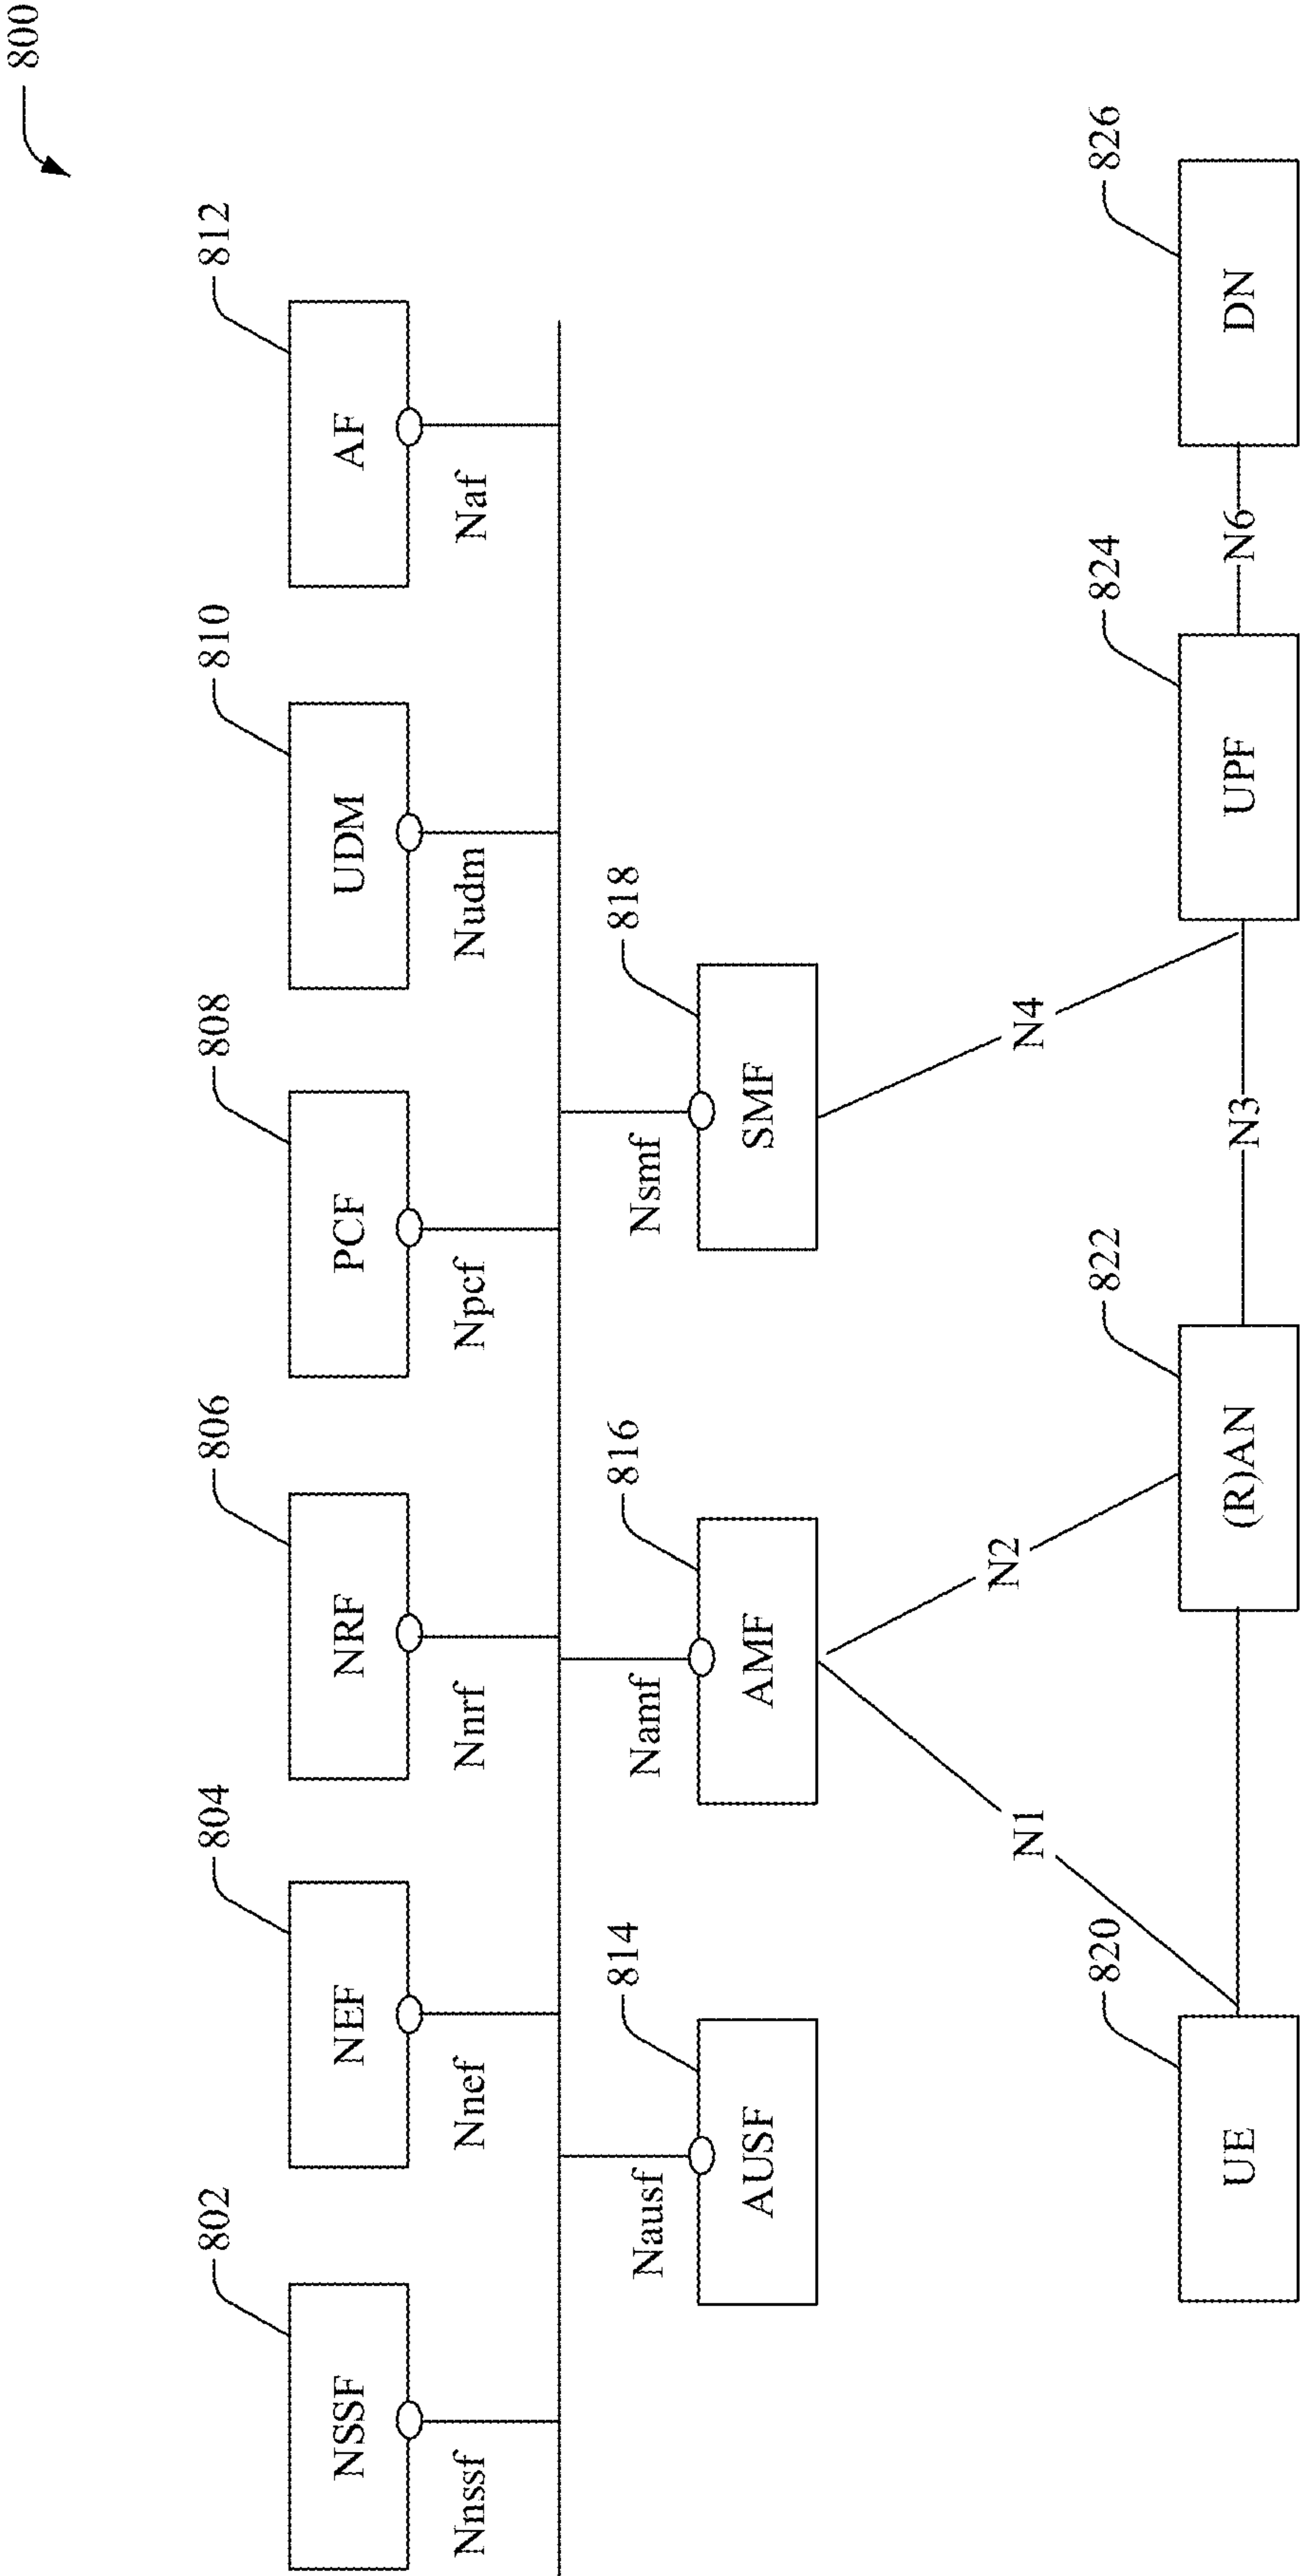 800
802
804
806
808
810
812
NSSF
NEF
NRF
PCF
UDM
AF
Nnssf
Nnef
Nnrf
Npcf
Nudm
Naf
Nausf
Namf
Nsmf
814
816
818
AUSF
AMF
SMF
N1
N2
N4
820
822
824
826
UE
(R)AN
N3
UPF
N6
DN